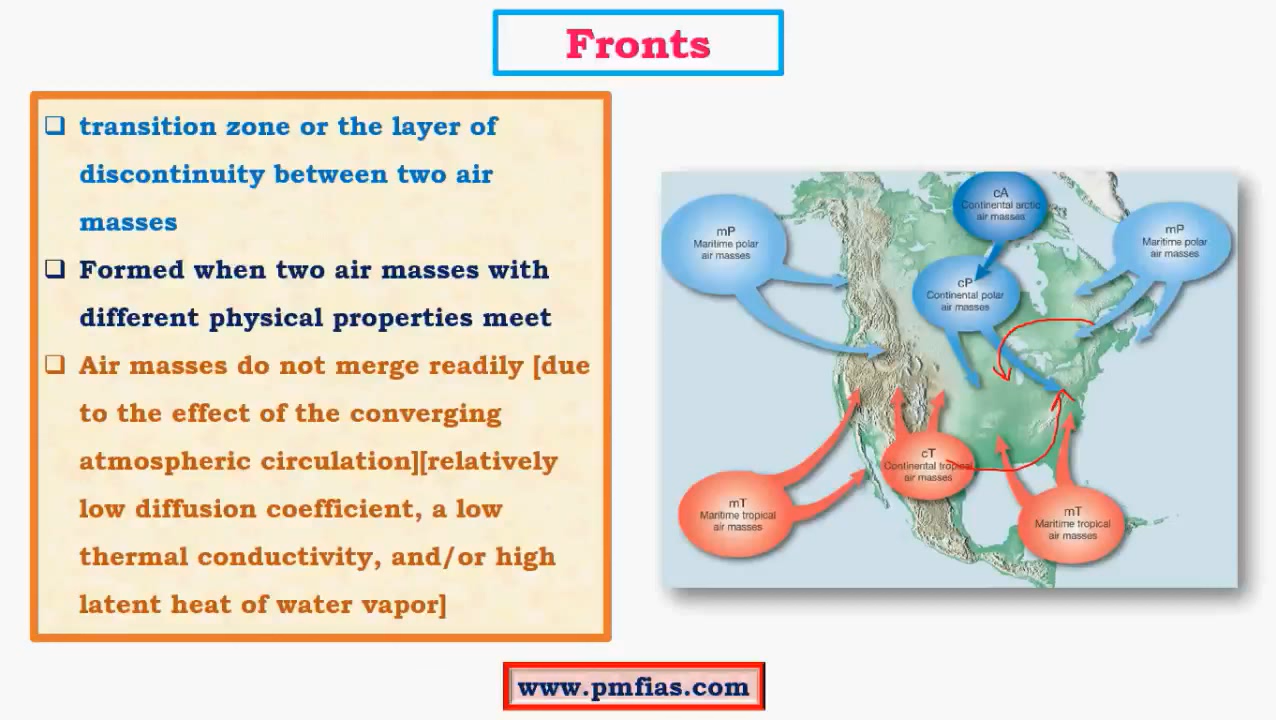 Fronts
❑ transition zone or the layer of
discontinuity between two air
masses
❑ Formed when two air masses with
different physical properties meet
❑ Air masses do not merge readily [due
to the effect of the converging
atmospheric circulation][relatively
low diffusion coefficient, a low
thermal conductivity, and/or high
latent heat of water vapor]
cA
Continental arctic
air masses
mP
Maritime polar
air masses
mP
Maritime polar
air masses
cP
Continental polar
air masses
cT
Continental tropical
air masses
mT
Maritime tropical
air masses
mT
Maritime tropical
air masses
www.pmfias.com